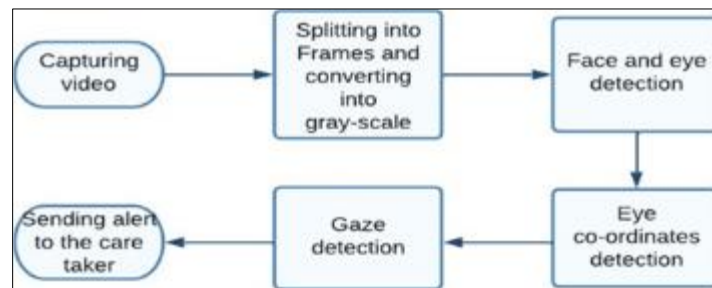 Capturing
video
Splitting into
Frames and
converting
into
gray-scale
Face and eye
detection
Eye
co-ordinates
detection
Gaze
detection
Sending alert
to the care
taker